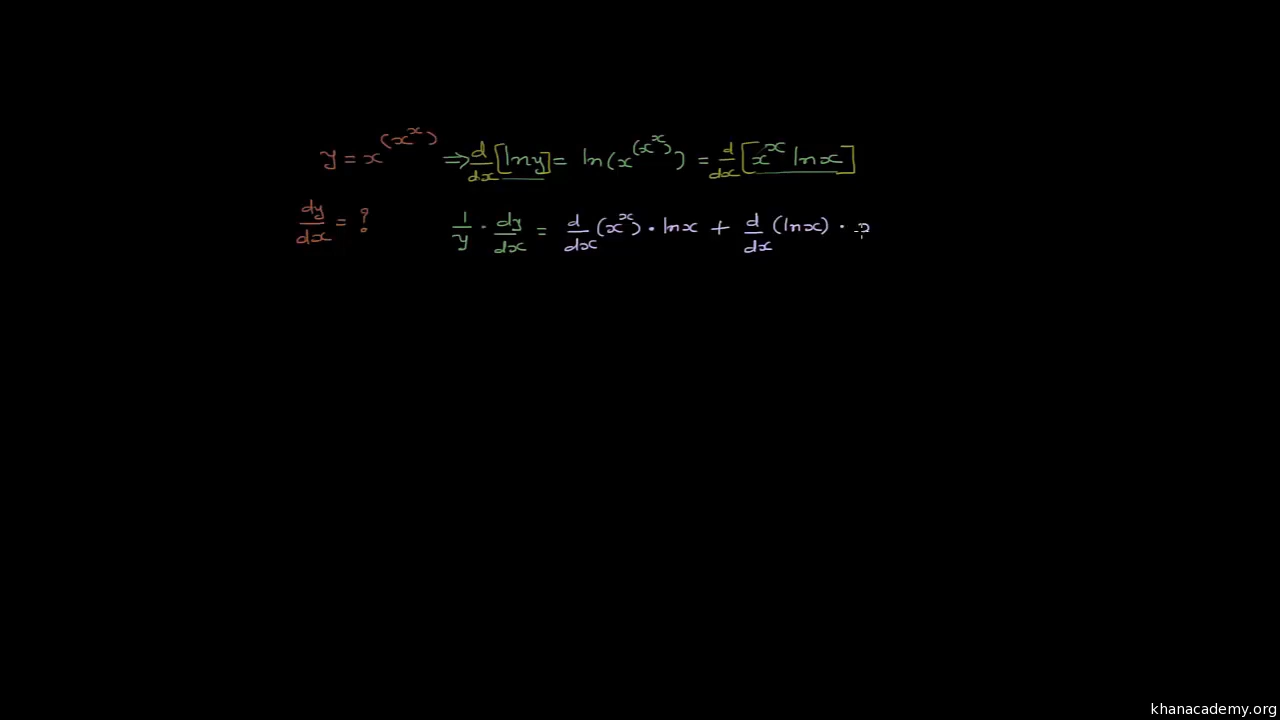 y = x^(x^x) ⇒ d/dx [ln y] = ln(x^(x^x)) = d/dx [x^x ln x]
dy/dx = ? 1/y · dy/dx = d/dx (x^x) · ln x + d/dx (ln x) ·
khanacademy.org